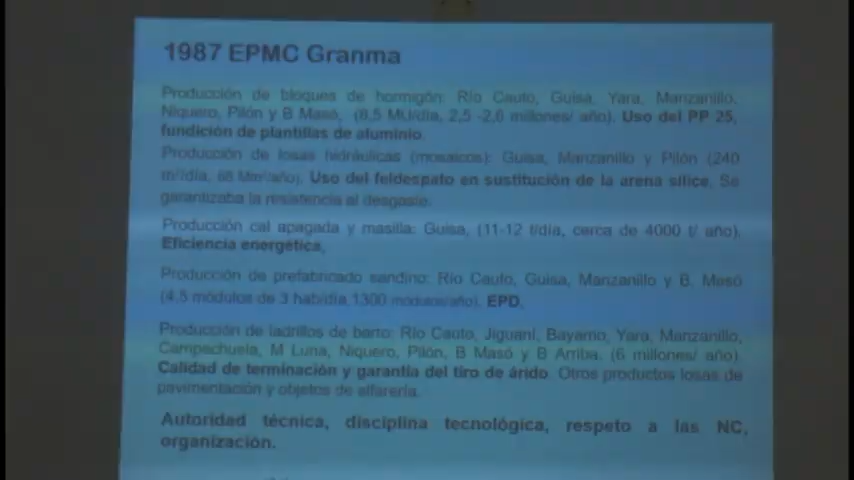 1987 EPMC Granma
Producción de bloques de hormigón: Río Cauto, Guisa, Yara, Manzanillo,
Niquero, Pilón y B Masó, (8,5 MU/día, 2,5 -2,6 millones/ año). Uso del PP 25,
fundición de plantillas de aluminio.
Producción de losas hidráulicas (mosaicos): Guisa, Manzanillo y Pilón (240
m/día, 68 Mm/año). Uso del feldespato en sustitución de la arena sílice. Se
garantizaba la resistencia al desgaste.
Producción cal apagada y masilla: Guisa, (11-12 t/día, cerca de 4000 t/ año).
Eficiencia energética.
Producción de prefabricado sandino: Río Cauto, Guisa, Manzanillo y B. Masó
(4,5 módulos de 3 hab/día,1300 módulos/año). EPD.
Producción de ladrillos de barro: Río Cauto, Jiguaní, Bayamo, Yara, Manzanillo,
Campechuela, M Luna, Niquero, Pilón, B Masó y B Arriba. (6 millones/ año).
Calidad de terminación y garantía del tiro de árido. Otros productos losas de
pavimentación y objetos de alfarería.
Autoridad técnica, disciplina tecnológica, respeto a las NC,
organización.